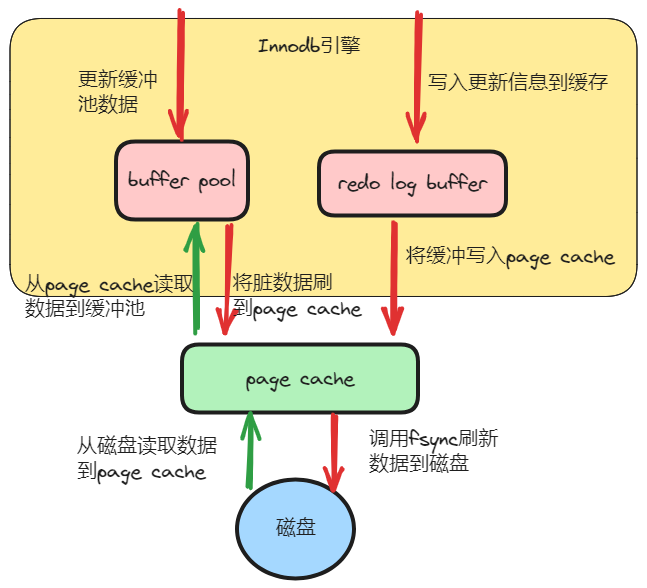 Innodb引擎
更新缓冲
池数据
写入更新信息到缓存
buffer pool
redo log buffer
将缓冲写入page cache
从page cache读取
数据到缓冲池
将脏数据刷
到page cache
page cache
从磁盘读取数据
到page cache
调用fsync刷新
数据到磁盘
磁盘